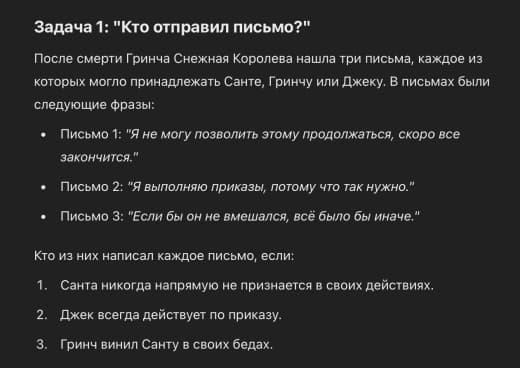 Задача 1: "Кто отправил письмо?"
После смерти Гринча Снежная Королева нашла три письма, каждое из
которых могло принадлежать Санте, Гринчу или Джеку. В письмах были
следующие фразы:
• Письмо 1: "Я не могу позволить этому продолжаться, скоро все
закончится."
• Письмо 2: "Я выполняю приказы, потому что так нужно."
• Письмо 3: "Если бы он не вмешался, всё было бы иначе."
Кто из них написал каждое письмо, если:
1. Санта никогда напрямую не признается в своих действиях.
2. Джек всегда действует по приказу.
3. Гринч винил Санту в своих бедах.